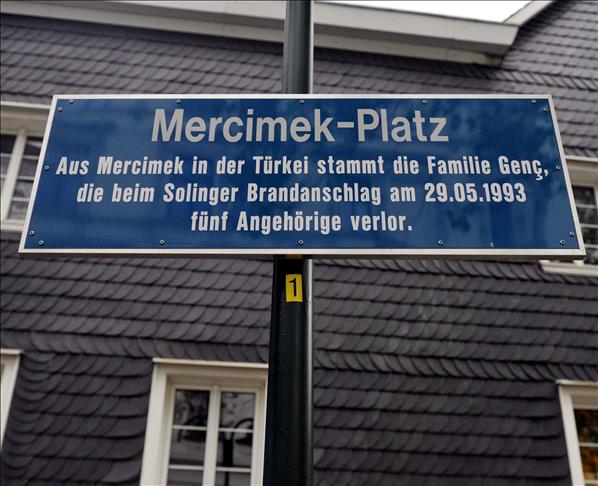 Mercimek-Platz
Aus Mercimek in der Türkei stammt die Familie Genç,
die beim Solinger Brandanschlag am 29.05.1993
fünf Angehörige verlor.
1